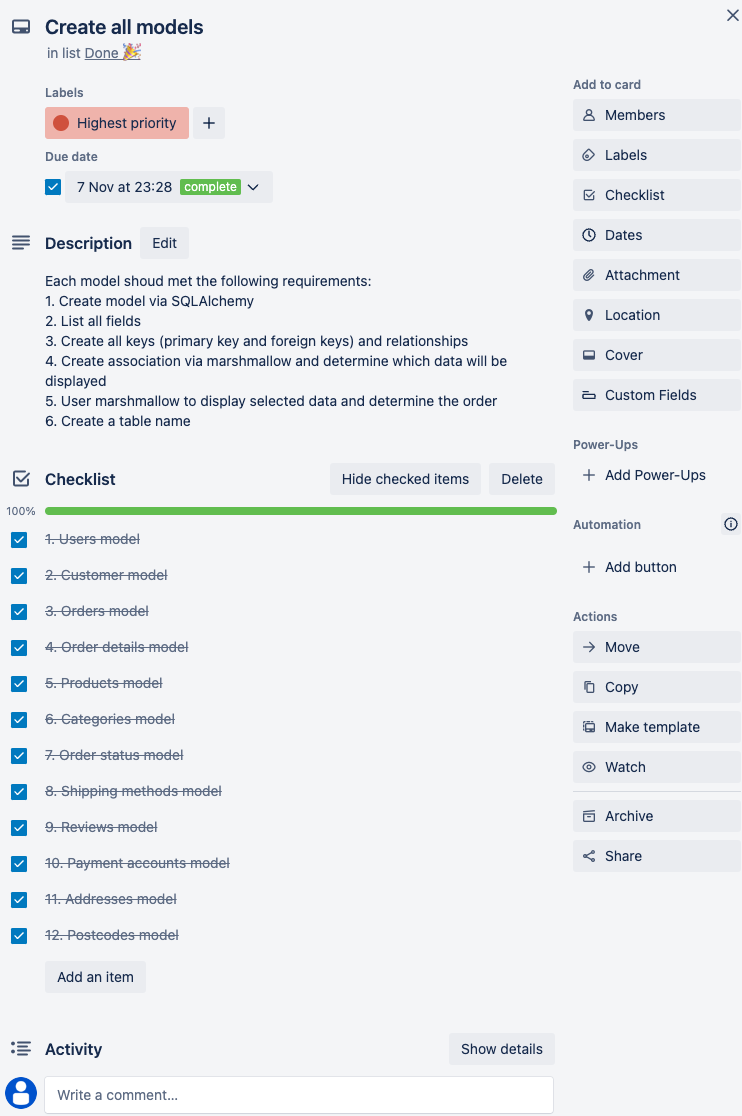 Create all models
in list Done 🎉
Labels
Highest priority
Due date
7 Nov at 23:28 complete
Description Edit
Each model shoud met the following requirements:
1. Create model via SQLAlchemy
2. List all fields
3. Create all keys (primary key and foreign keys) and relationships
4. Create association via marshmallow and determine which data will be
displayed
5. User marshmallow to display selected data and determine the order
6. Create a table name
Checklist Hide checked items Delete
100%
1. Users model
2. Customer model
3. Orders model
4. Order details model
5. Products model
6. Categories model
7. Order status model
8. Shipping methods model
9. Reviews model
10. Payment accounts model
11. Addresses model
12. Postcodes model
Add an item
Activity Show details
Write a comment...
Add to card
Members
Labels
Checklist
Dates
Attachment
Location
Cover
Custom Fields
Power-Ups
Add Power-Ups
Automation
Add button
Actions
Move
Copy
Make template
Watch
Archive
Share